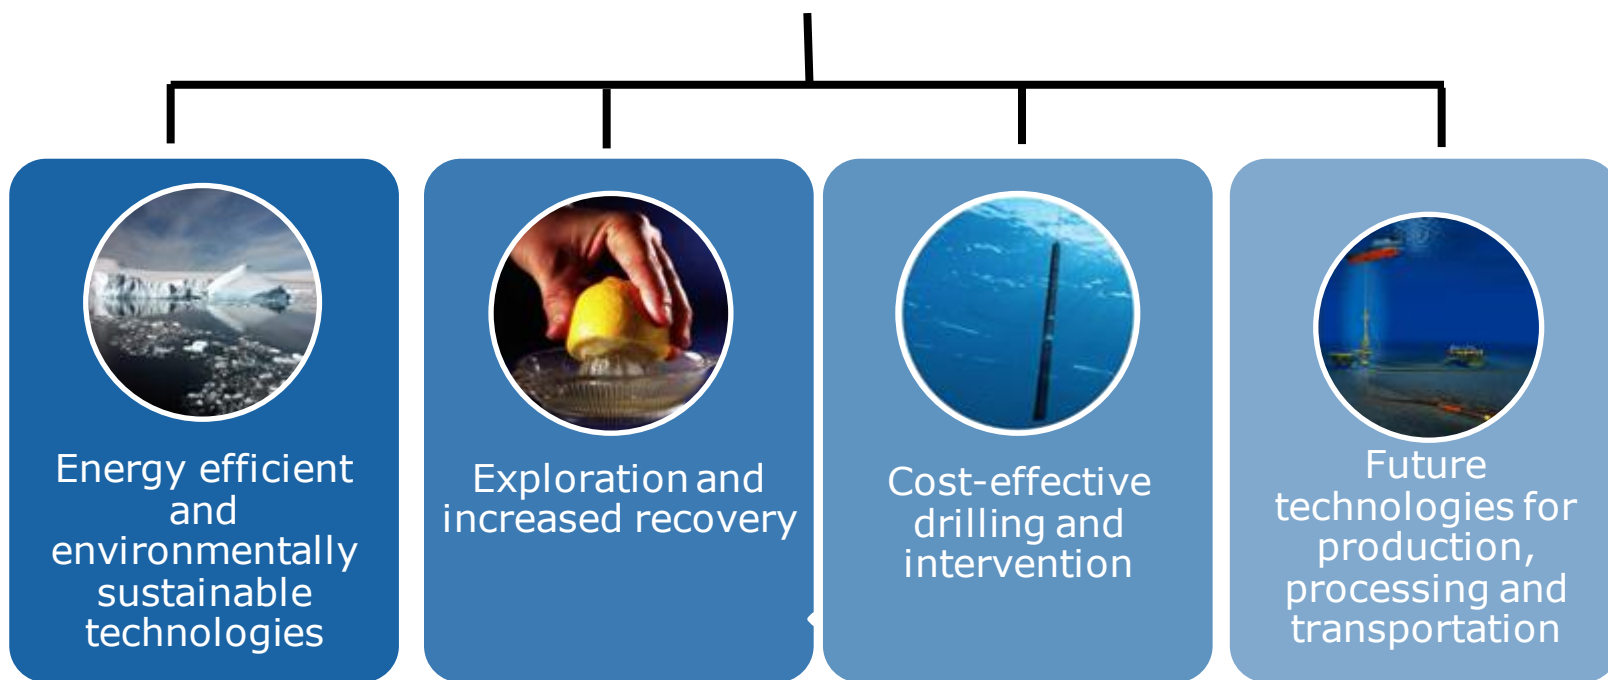 Energy efficient
and
environmentally
sustainable
technologies
Exploration and
increased recovery
Cost-effective
drilling and
intervention
Future
technologies for
production,
processing and
transportation